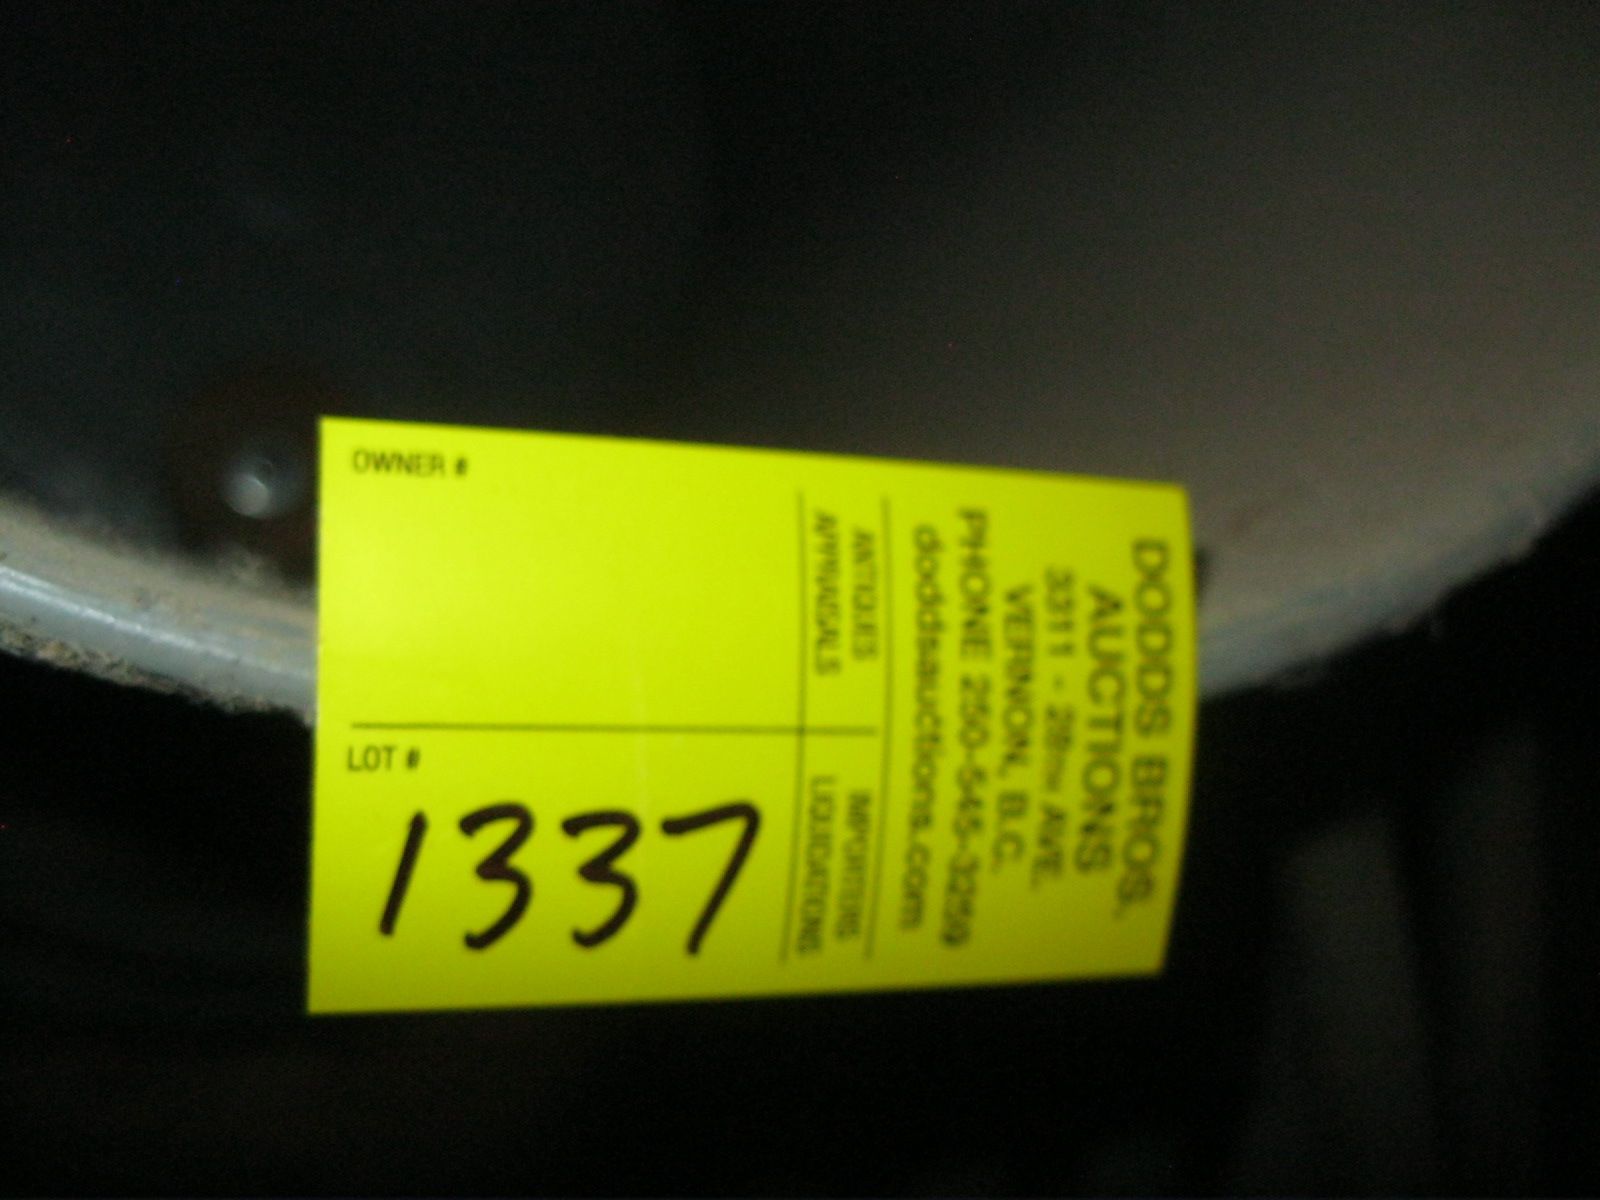 OWNER #
LOT #
1337
DODDS BROS.
AUCTIONS
3311 - 28TH AVE.
VERNON, B.C.
PHONE 250-545-3259
doddsauctions.com
ANTIQUES IMPORTERS
APPRAISALS LIQUIDATIONS